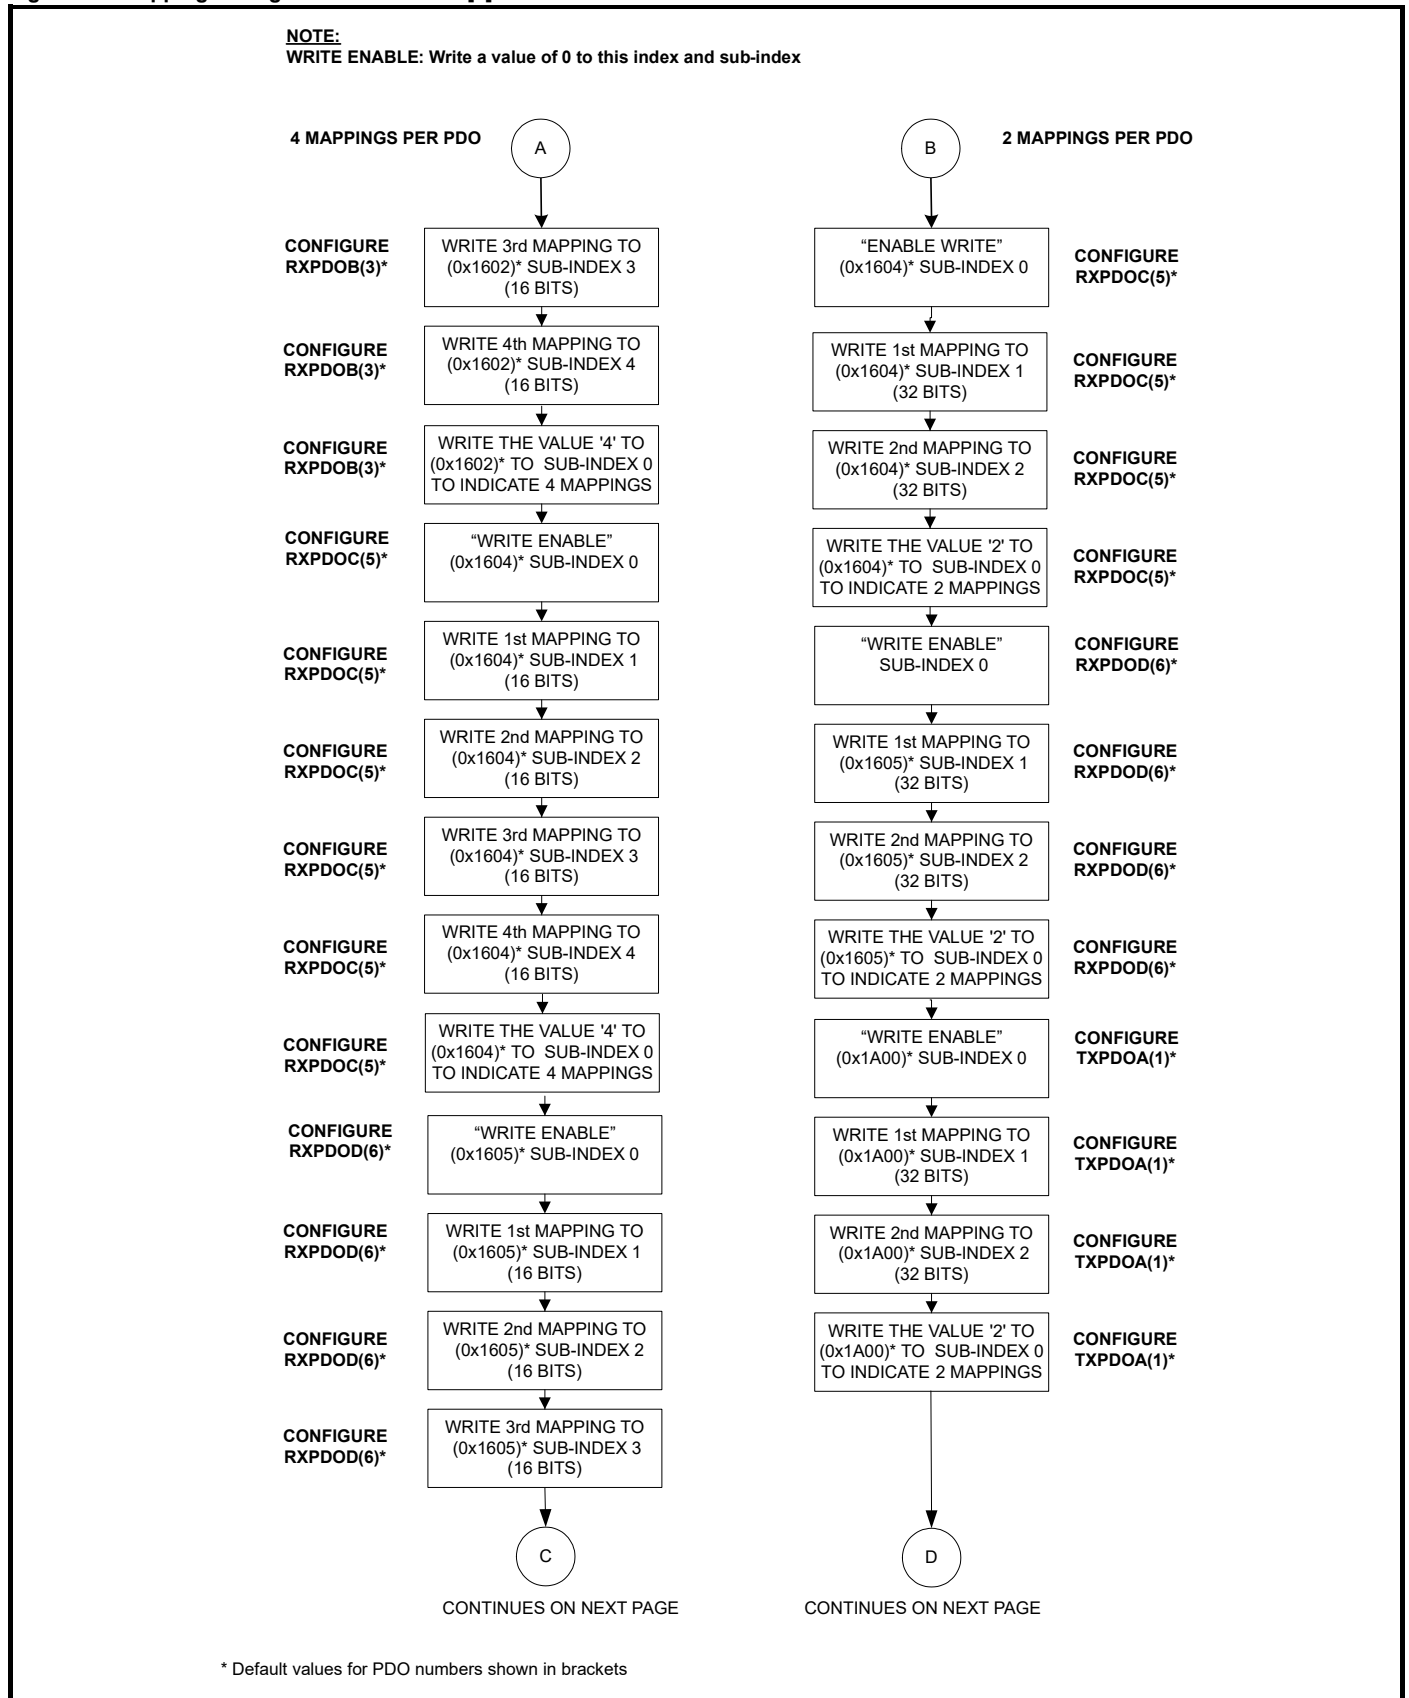 NOTE:
WRITE ENABLE: Write a value of 0 to this index and sub-index
4 MAPPINGS PER PDO
A
CONFIGURE
RXPDOB(3)*
WRITE 3rd MAPPING TO
(0x1602)* SUB-INDEX 3
(16 BITS)
CONFIGURE
RXPDOB(3)*
WRITE 4th MAPPING TO
(0x1602)* SUB-INDEX 4
(16 BITS)
CONFIGURE
RXPDOB(3)*
WRITE THE VALUE '4' TO
(0x1602)* TO SUB-INDEX 0
TO INDICATE 4 MAPPINGS
CONFIGURE
RXPDOC(5)*
“WRITE ENABLE”
(0x1604)* SUB-INDEX 0
CONFIGURE
RXPDOC(5)*
WRITE 1st MAPPING TO
(0x1604)* SUB-INDEX 1
(16 BITS)
CONFIGURE
RXPDOC(5)*
WRITE 2nd MAPPING TO
(0x1604)* SUB-INDEX 2
(16 BITS)
CONFIGURE
RXPDOC(5)*
WRITE 3rd MAPPING TO
(0x1604)* SUB-INDEX 3
(16 BITS)
CONFIGURE
RXPDOC(5)*
WRITE 4th MAPPING TO
(0x1604)* SUB-INDEX 4
(16 BITS)
CONFIGURE
RXPDOC(5)*
WRITE THE VALUE '4' TO
(0x1604)* TO SUB-INDEX 0
TO INDICATE 4 MAPPINGS
CONFIGURE
RXPDOD(6)*
“WRITE ENABLE”
(0x1605)* SUB-INDEX 0
CONFIGURE
RXPDOD(6)*
WRITE 1st MAPPING TO
(0x1605)* SUB-INDEX 1
(16 BITS)
CONFIGURE
RXPDOD(6)*
WRITE 2nd MAPPING TO
(0x1605)* SUB-INDEX 2
(16 BITS)
CONFIGURE
RXPDOD(6)*
WRITE 3rd MAPPING TO
(0x1605)* SUB-INDEX 3
(16 BITS)
C
CONTINUES ON NEXT PAGE
B
2 MAPPINGS PER PDO
“ENABLE WRITE”
(0x1604)* SUB-INDEX 0
CONFIGURE
RXPDOC(5)*
WRITE 1st MAPPING TO
(0x1604)* SUB-INDEX 1
(32 BITS)
CONFIGURE
RXPDOC(5)*
WRITE 2nd MAPPING TO
(0x1604)* SUB-INDEX 2
(32 BITS)
CONFIGURE
RXPDOC(5)*
WRITE THE VALUE '2' TO
(0x1604)* TO SUB-INDEX 0
TO INDICATE 2 MAPPINGS
CONFIGURE
RXPDOC(5)*
“WRITE ENABLE”
SUB-INDEX 0
CONFIGURE
RXPDOD(6)*
WRITE 1st MAPPING TO
(0x1605)* SUB-INDEX 1
(32 BITS)
CONFIGURE
RXPDOD(6)*
WRITE 2nd MAPPING TO
(0x1605)* SUB-INDEX 2
(32 BITS)
CONFIGURE
RXPDOD(6)*
WRITE THE VALUE '2' TO
(0x1605)* TO SUB-INDEX 0
TO INDICATE 2 MAPPINGS
CONFIGURE
RXPDOD(6)*
“WRITE ENABLE”
(0x1A00)* SUB-INDEX 0
CONFIGURE
TXPDOA(1)*
WRITE 1st MAPPING TO
(0x1A00)* SUB-INDEX 1
(32 BITS)
CONFIGURE
TXPDOA(1)*
WRITE 2nd MAPPING TO
(0x1A00)* SUB-INDEX 2
(32 BITS)
CONFIGURE
TXPDOA(1)*
WRITE THE VALUE '2' TO
(0x1A00)* TO SUB-INDEX 0
TO INDICATE 2 MAPPINGS
CONFIGURE
TXPDOA(1)*
D
CONTINUES ON NEXT PAGE
* Default values for PDO numbers shown in brackets